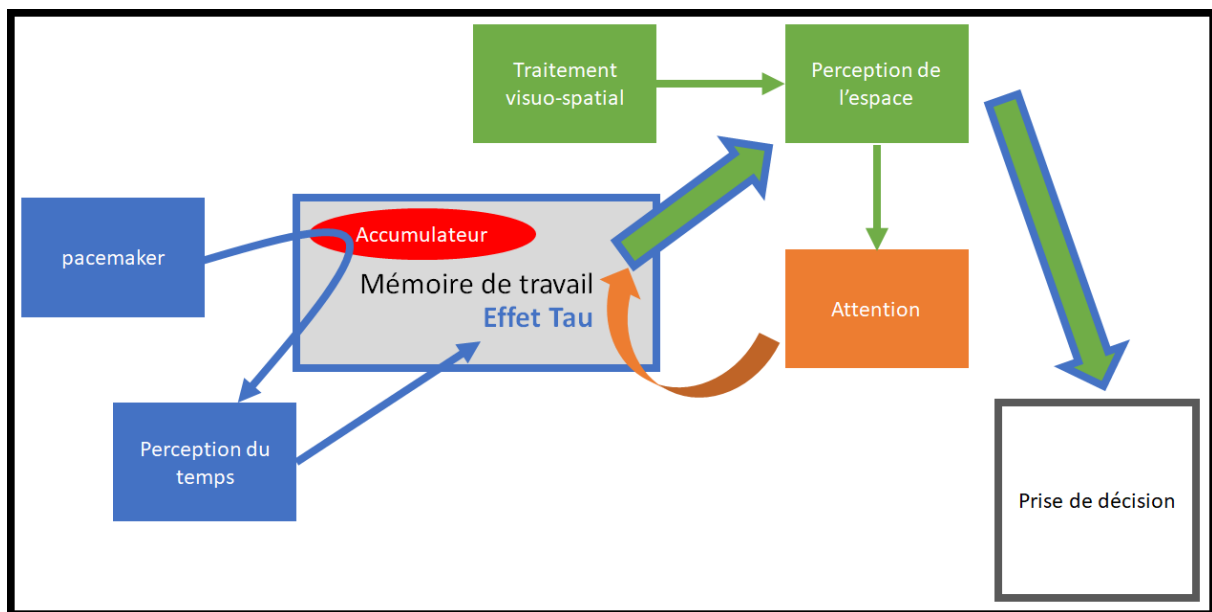 Traitement
visuo-spatial
Perception de
l'espace
pacemaker
Accumulateur
Mémoire de travail
Effet Tau
Attention
Perception du
temps
Prise de décision